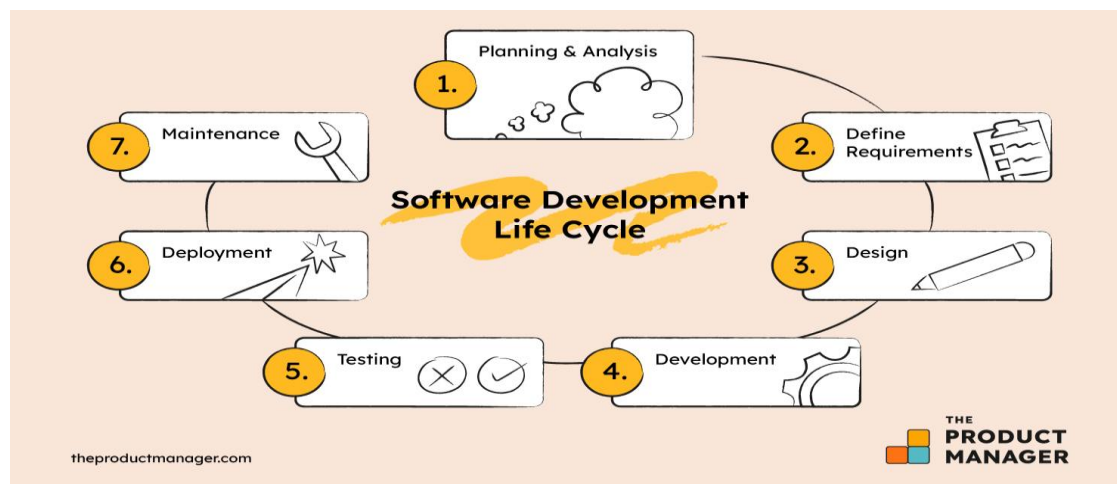 Software Development
Life Cycle
1.
Planning & Analysis
2.
Define
Requirements
3.
Design
4.
Development
5.
Testing
6.
Deployment
7.
Maintenance
theproductmanager.com
THE
PRODUCT
MANAGER